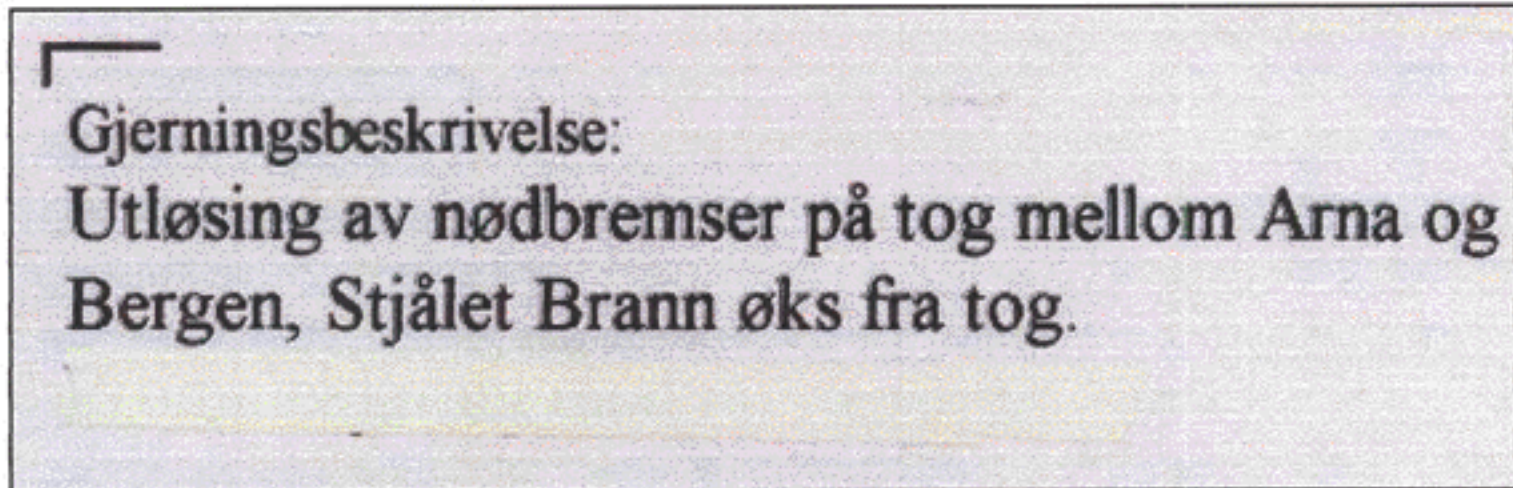 Gjerningsbeskrivelse:
Utløsing av nødbremser på tog mellom Arna og
Bergen, Stjålet Brann øks fra tog.